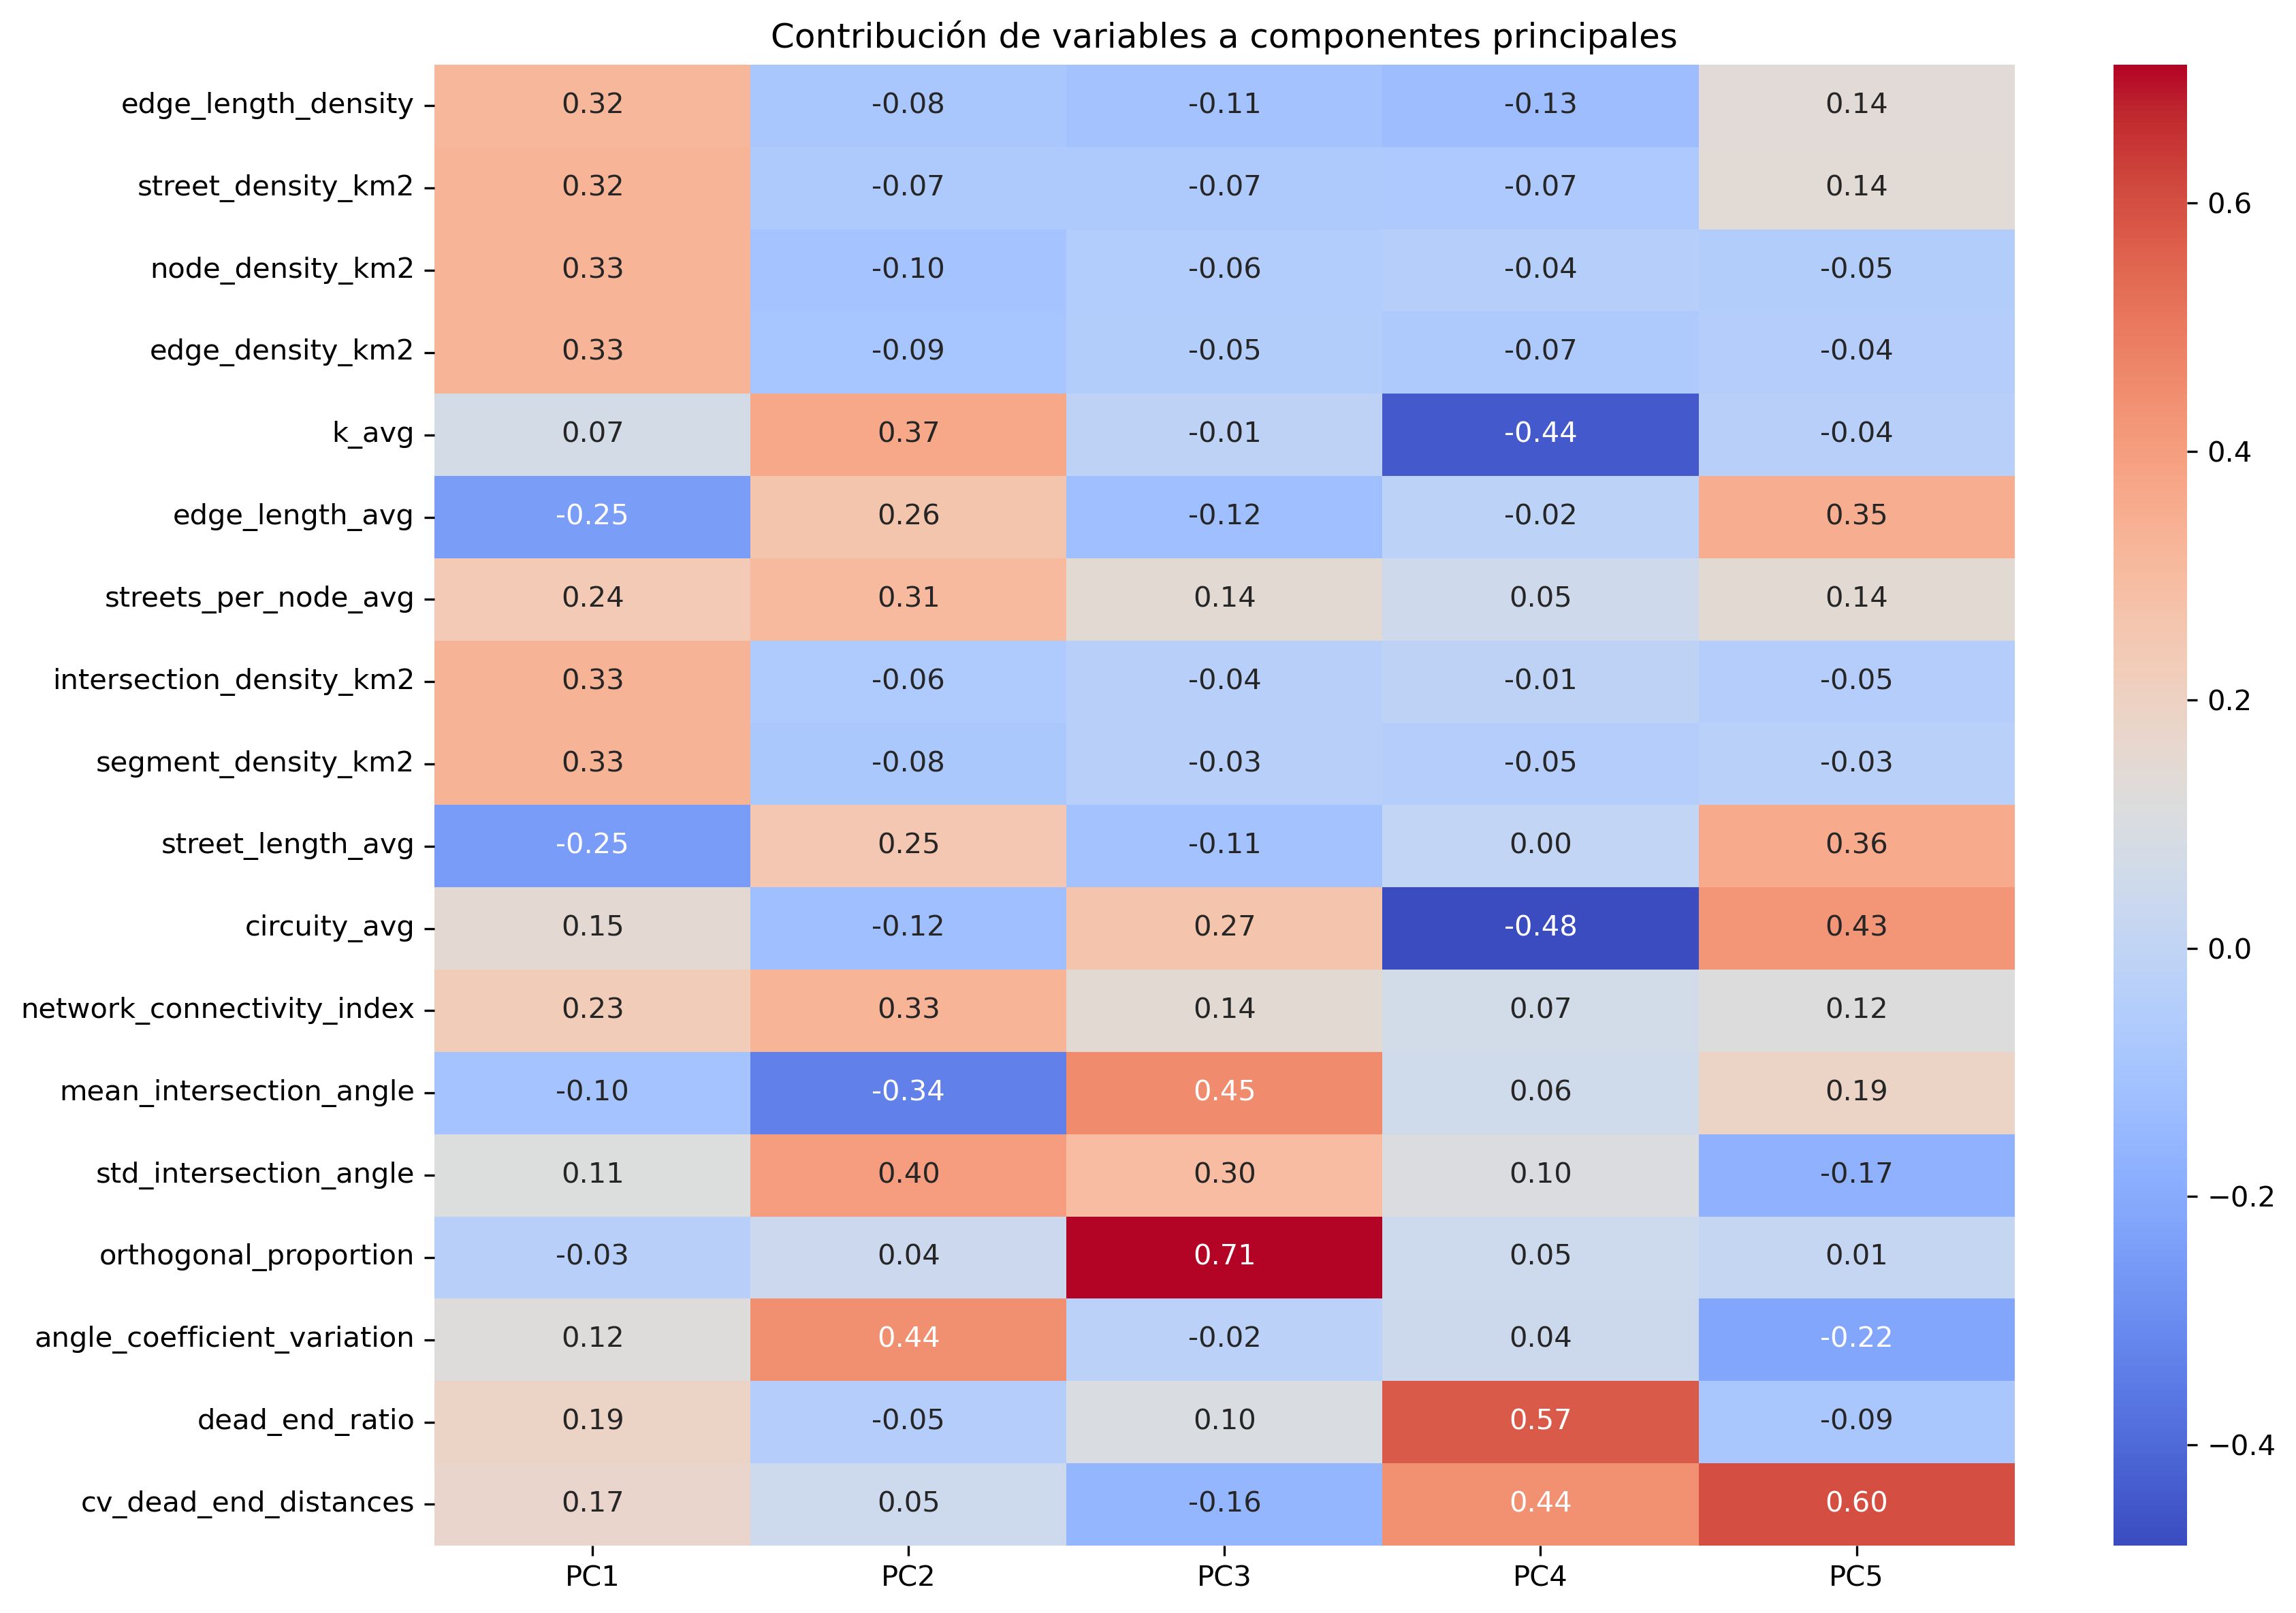 Contribución de variables a componentes principales
edge_length_density 0.32 -0.08 -0.11 -0.13 0.14
street_density_km2 0.32 -0.07 -0.07 -0.07 0.14
node_density_km2 0.33 -0.10 -0.06 -0.04 -0.05
edge_density_km2 0.33 -0.09 -0.05 -0.07 -0.04
k_avg 0.07 0.37 -0.01 -0.44 -0.04
edge_length_avg -0.25 0.26 -0.12 -0.02 0.35
streets_per_node_avg 0.24 0.31 0.14 0.05 0.14
intersection_density_km2 0.33 -0.06 -0.04 -0.01 -0.05
segment_density_km2 0.33 -0.08 -0.03 -0.05 -0.03
street_length_avg -0.25 0.25 -0.11 0.00 0.36
circuity_avg 0.15 -0.12 0.27 -0.48 0.43
network_connectivity_index 0.23 0.33 0.14 0.07 0.12
mean_intersection_angle -0.10 -0.34 0.45 0.06 0.19
std_intersection_angle 0.11 0.40 0.30 0.10 -0.17
orthogonal_proportion -0.03 0.04 0.71 0.05 0.01
angle_coefficient_variation 0.12 0.44 -0.02 0.04 -0.22
dead_end_ratio 0.19 -0.05 0.10 0.57 -0.09
cv_dead_end_distances 0.17 0.05 -0.16 0.44 0.60
PC1 PC2 PC3 PC4 PC5
0.6
0.4
0.2
0.0
−0.2
−0.4